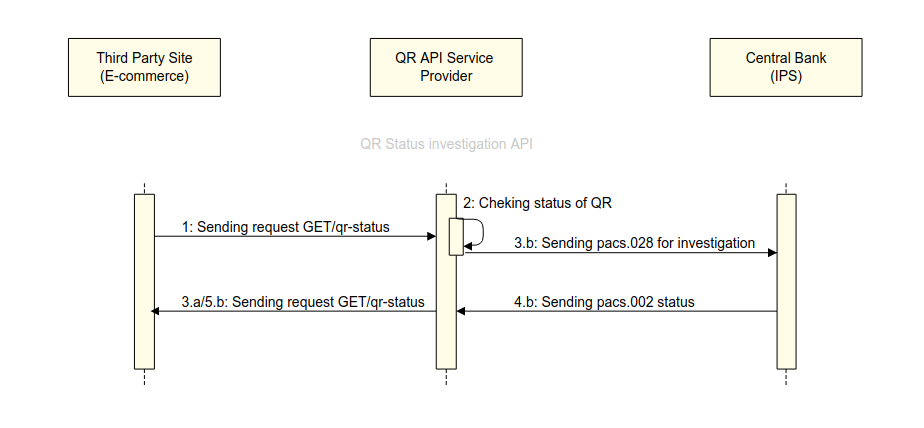 Third Party Site
(E-commerce)
QR API Service
Provider
Central Bank
(IPS)
QR Status investigation API
2: Cheking status of QR
1: Sending request GET/qr-status
3.b: Sending pacs.028 for investigation
3.a/5.b: Sending request GET/qr-status
4.b: Sending pacs.002 status